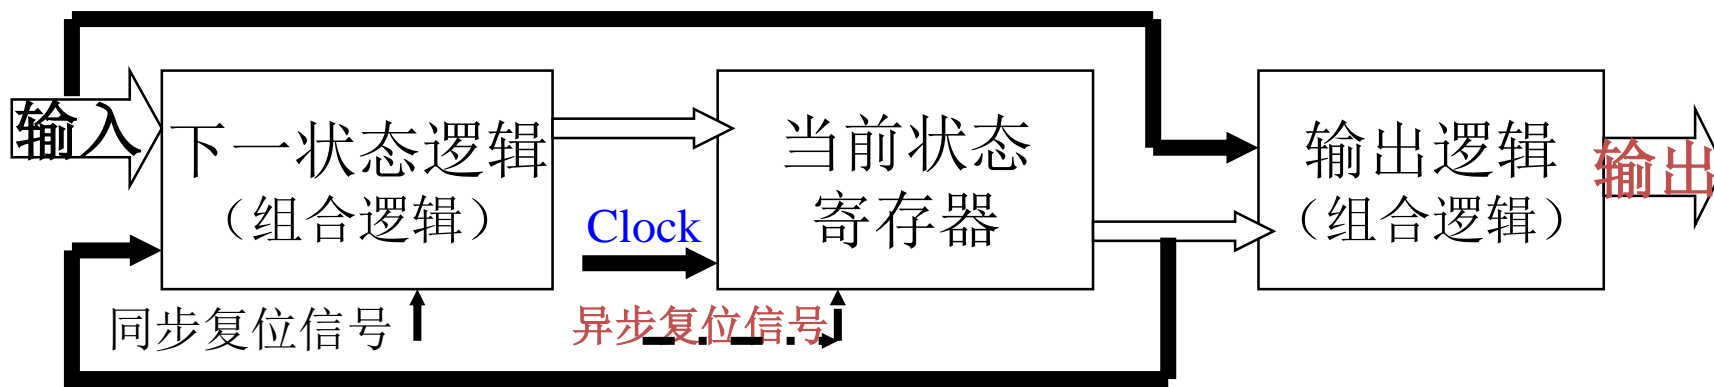 输入
下一状态逻辑
（组合逻辑）
同步复位信号
Clock
异步复位信号
当前状态
寄存器
输出逻辑
（组合逻辑）
输出